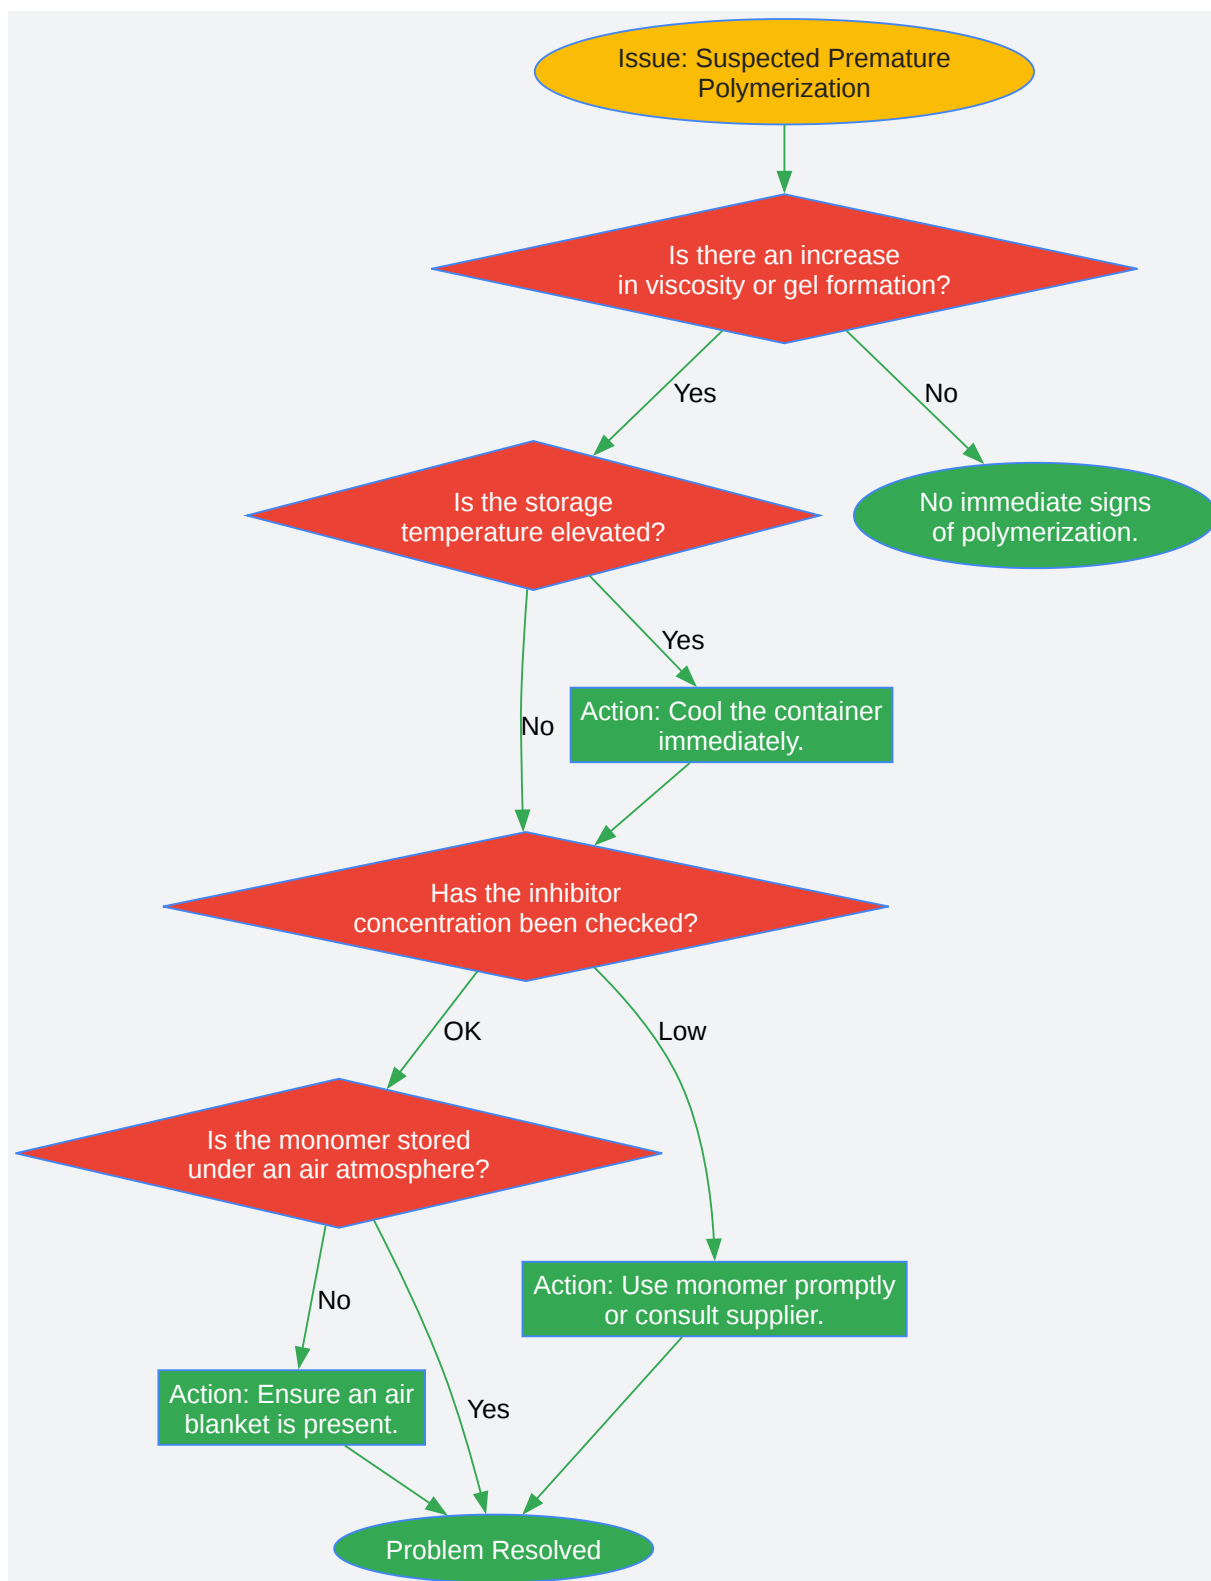 Issue: Suspected Premature
Polymerization
Is there an increase
in viscosity or gel formation?
Yes
No
Is the storage
temperature elevated?
No immediate signs
of polymerization.
Yes
Action: Cool the container
immediately.
No
Has the inhibitor
concentration been checked?
OK
Low
Is the monomer stored
under an air atmosphere?
Action: Use monomer promptly
or consult supplier.
No
Action: Ensure an air
blanket is present.
Yes
Problem Resolved